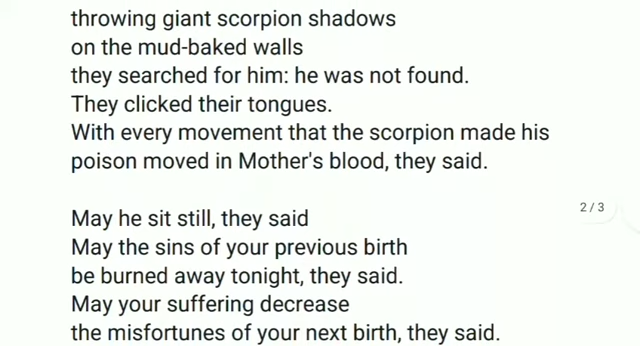 throwing giant scorpion shadows
on the mud-baked walls
they searched for him: he was not found.
They clicked their tongues.
With every movement that the scorpion made his
poison moved in Mother's blood, they said.
2/3
May he sit still, they said
May the sins of your previous birth
be burned away tonight, they said.
May your suffering decrease
the misfortunes of your next birth, they said.